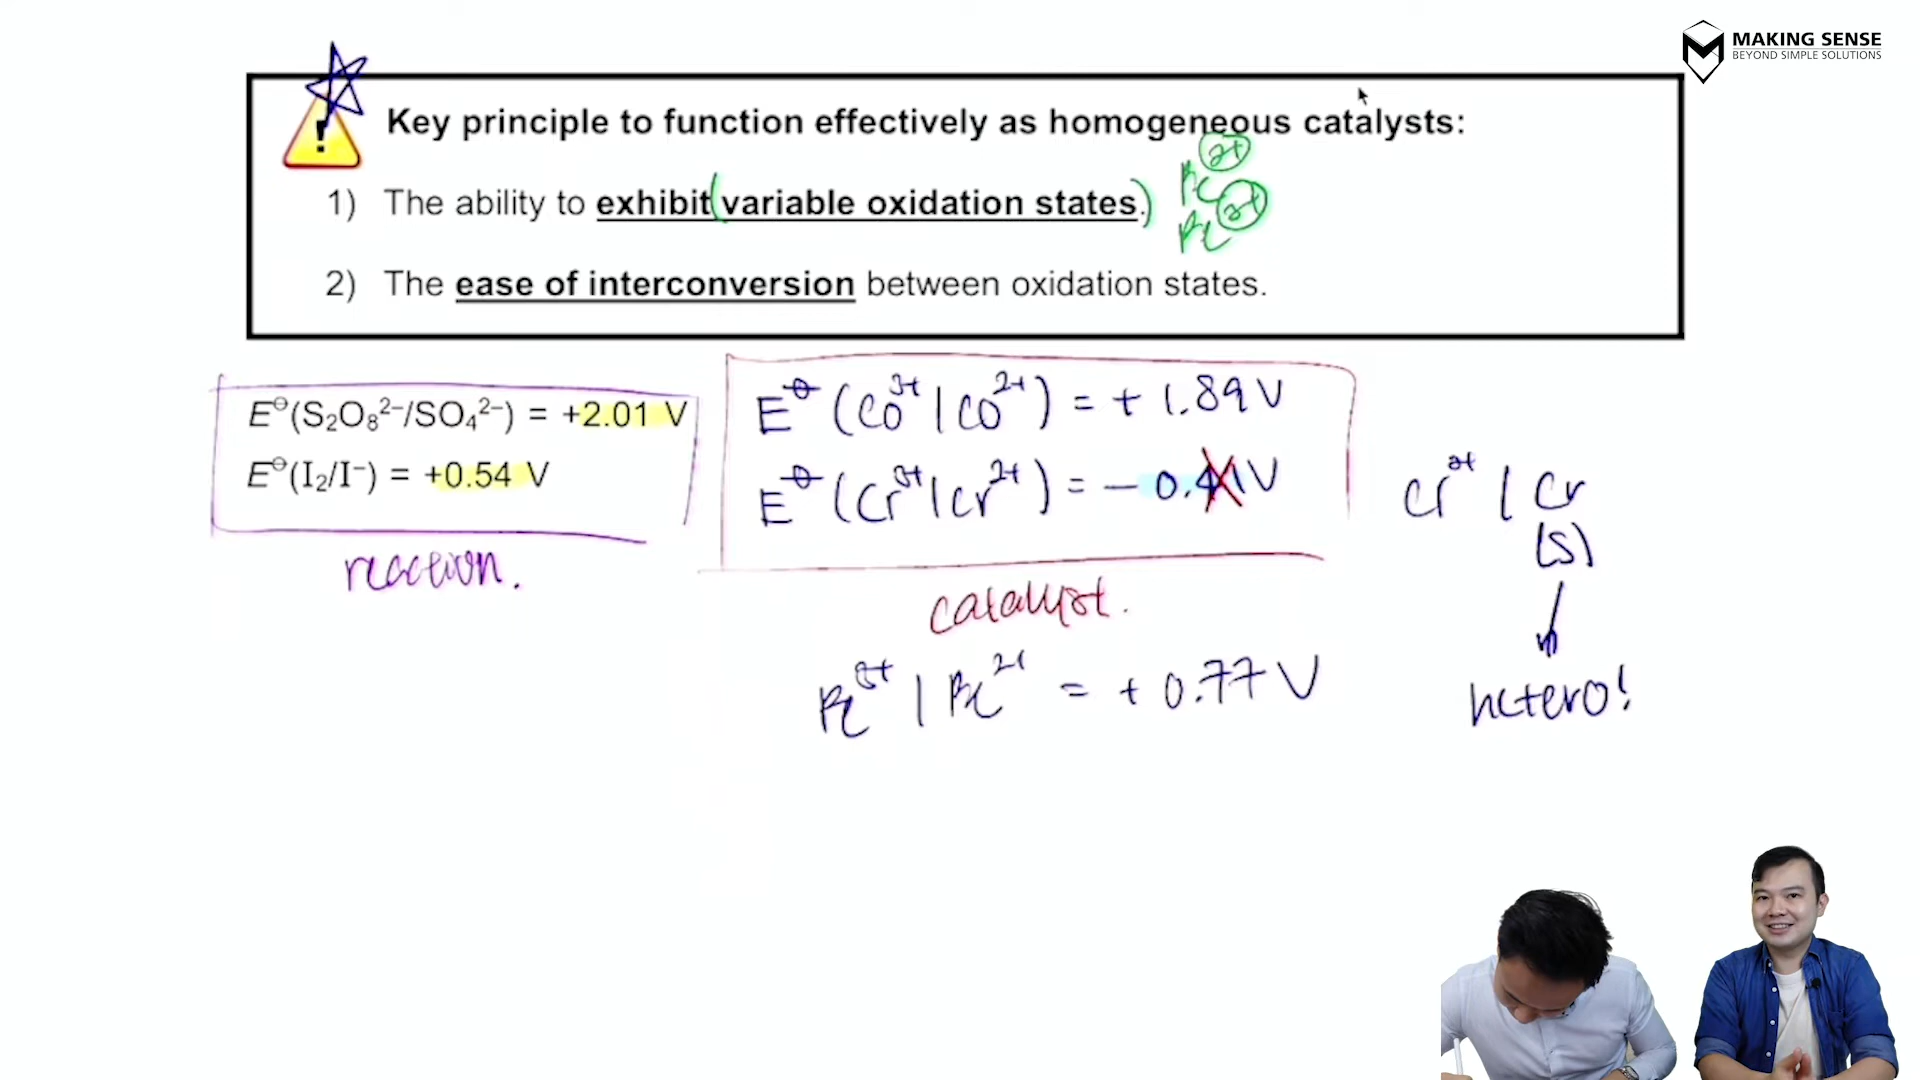 MAKING SENSE
BEYOND SIMPLE SOLUTIONS
! Key principle to function effectively as homogeneous catalysts:
1) The ability to exhibit (variable oxidation states.) Fe 2+
Fe 3+
2) The ease of interconversion between oxidation states.
E⊖(S₂O₈²⁻/SO₄²⁻) = +2.01 V
E⊖(I₂/I⁻) = +0.54 V
reaction.
E⊖ (Co³⁺ | Co²⁺) = + 1.89 V
E⊖ (Cr³⁺ | Cr²⁺) = − 0.41 V
catalyst.
Fe³⁺ | Fe²⁺ = + 0.77 V
Cr²⁺ | Cr
(s)
hetero!